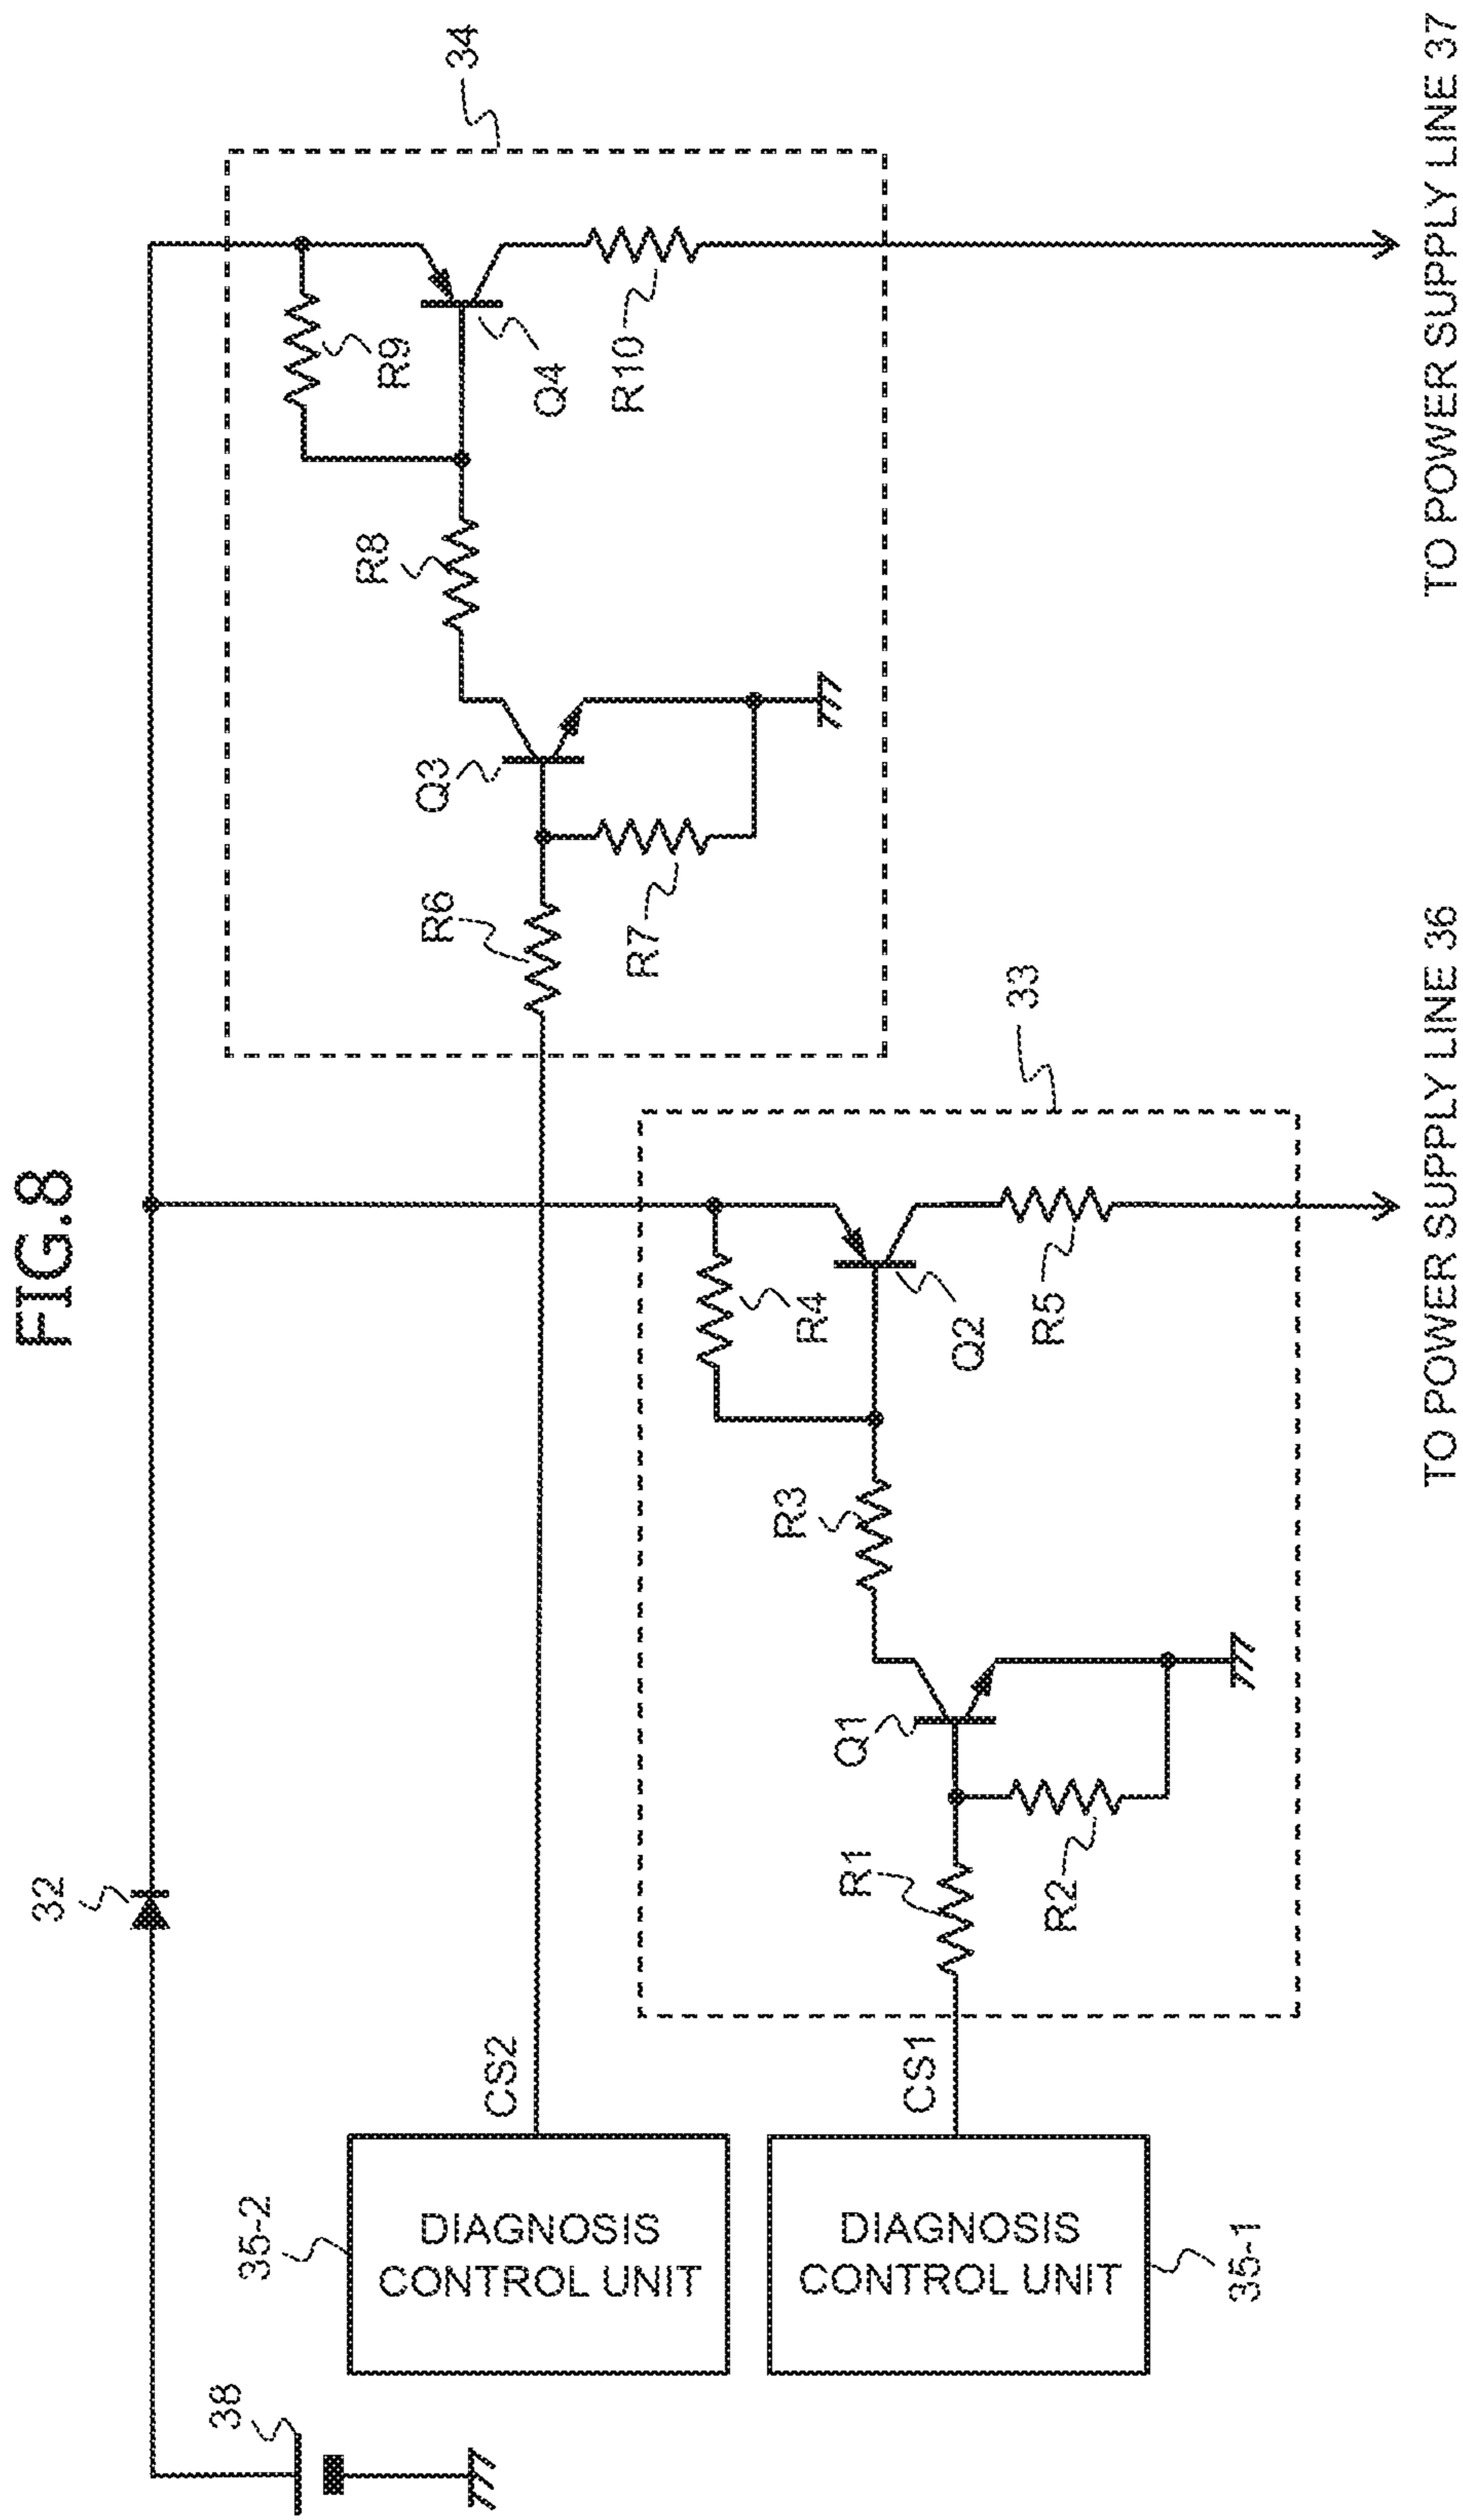 FIG.8
32
34
R9
Q4
R10
R8
Q3
R6
R7
33
R4
Q2
R5
R3
Q1
R1
R2
CS2
CS1
38
35-2
DIAGNOSIS
CONTROL UNIT
DIAGNOSIS
CONTROL UNIT
35-1
TO POWER SUPPLY LINE 36
TO POWER SUPPLY LINE 37